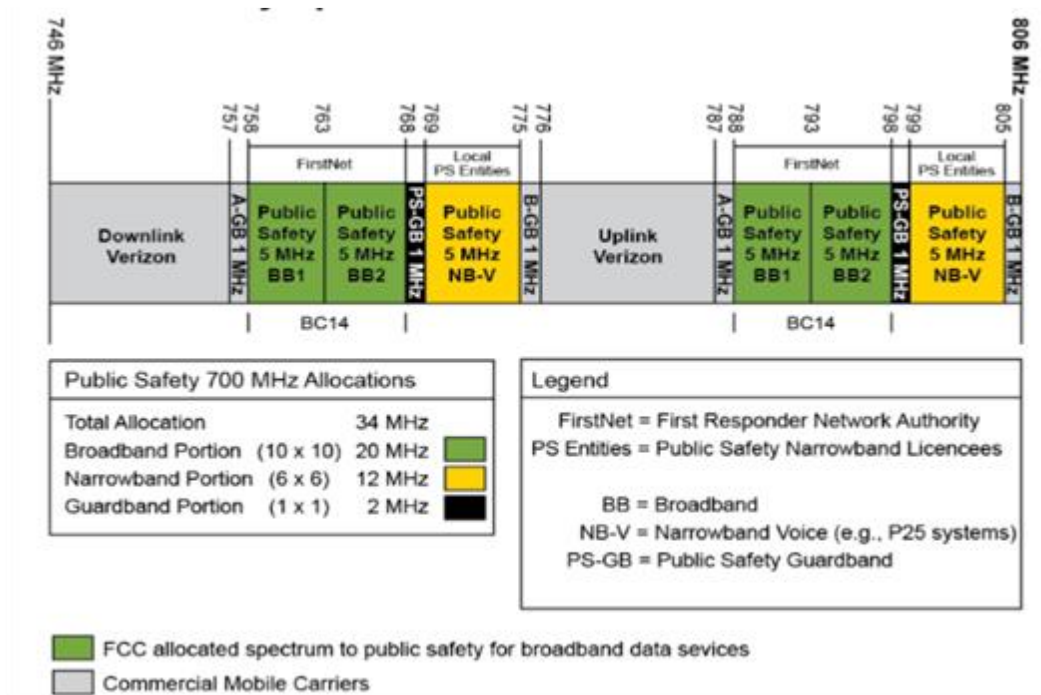 746 MHz
757
758
763
768
769
775
776
787
788
793
798
799
805
806 MHz
FirstNet
Local
PS Entities
FirstNet
Local
PS Entities
Downlink
Verizon
A-GB 1 MHz
Public
Safety
5 MHz
BB1
Public
Safety
5 MHz
BB2
PS-GB 1 MHz
Public
Safety
5 MHz
NB-V
B-GB 1 MHz
Uplink
Verizon
A-GB 1 MHz
Public
Safety
5 MHz
BB1
Public
Safety
5 MHz
BB2
PS-GB 1 MHz
Public
Safety
5 MHz
NB-V
B-GB 1 MHz
BC14
BC14
Public Safety 700 MHz Allocations
Total Allocation 34 MHz
Broadband Portion (10 x 10) 20 MHz
Narrowband Portion (6 x 6) 12 MHz
Guardband Portion (1 x 1) 2 MHz
Legend
FirstNet = First Responder Network Authority
PS Entities = Public Safety Narrowband Licencees
BB = Broadband
NB-V = Narrowband Voice (e.g., P25 systems)
PS-GB = Public Safety Guardband
FCC allocated spectrum to public safety for broadband data sevices
Commercial Mobile Carriers